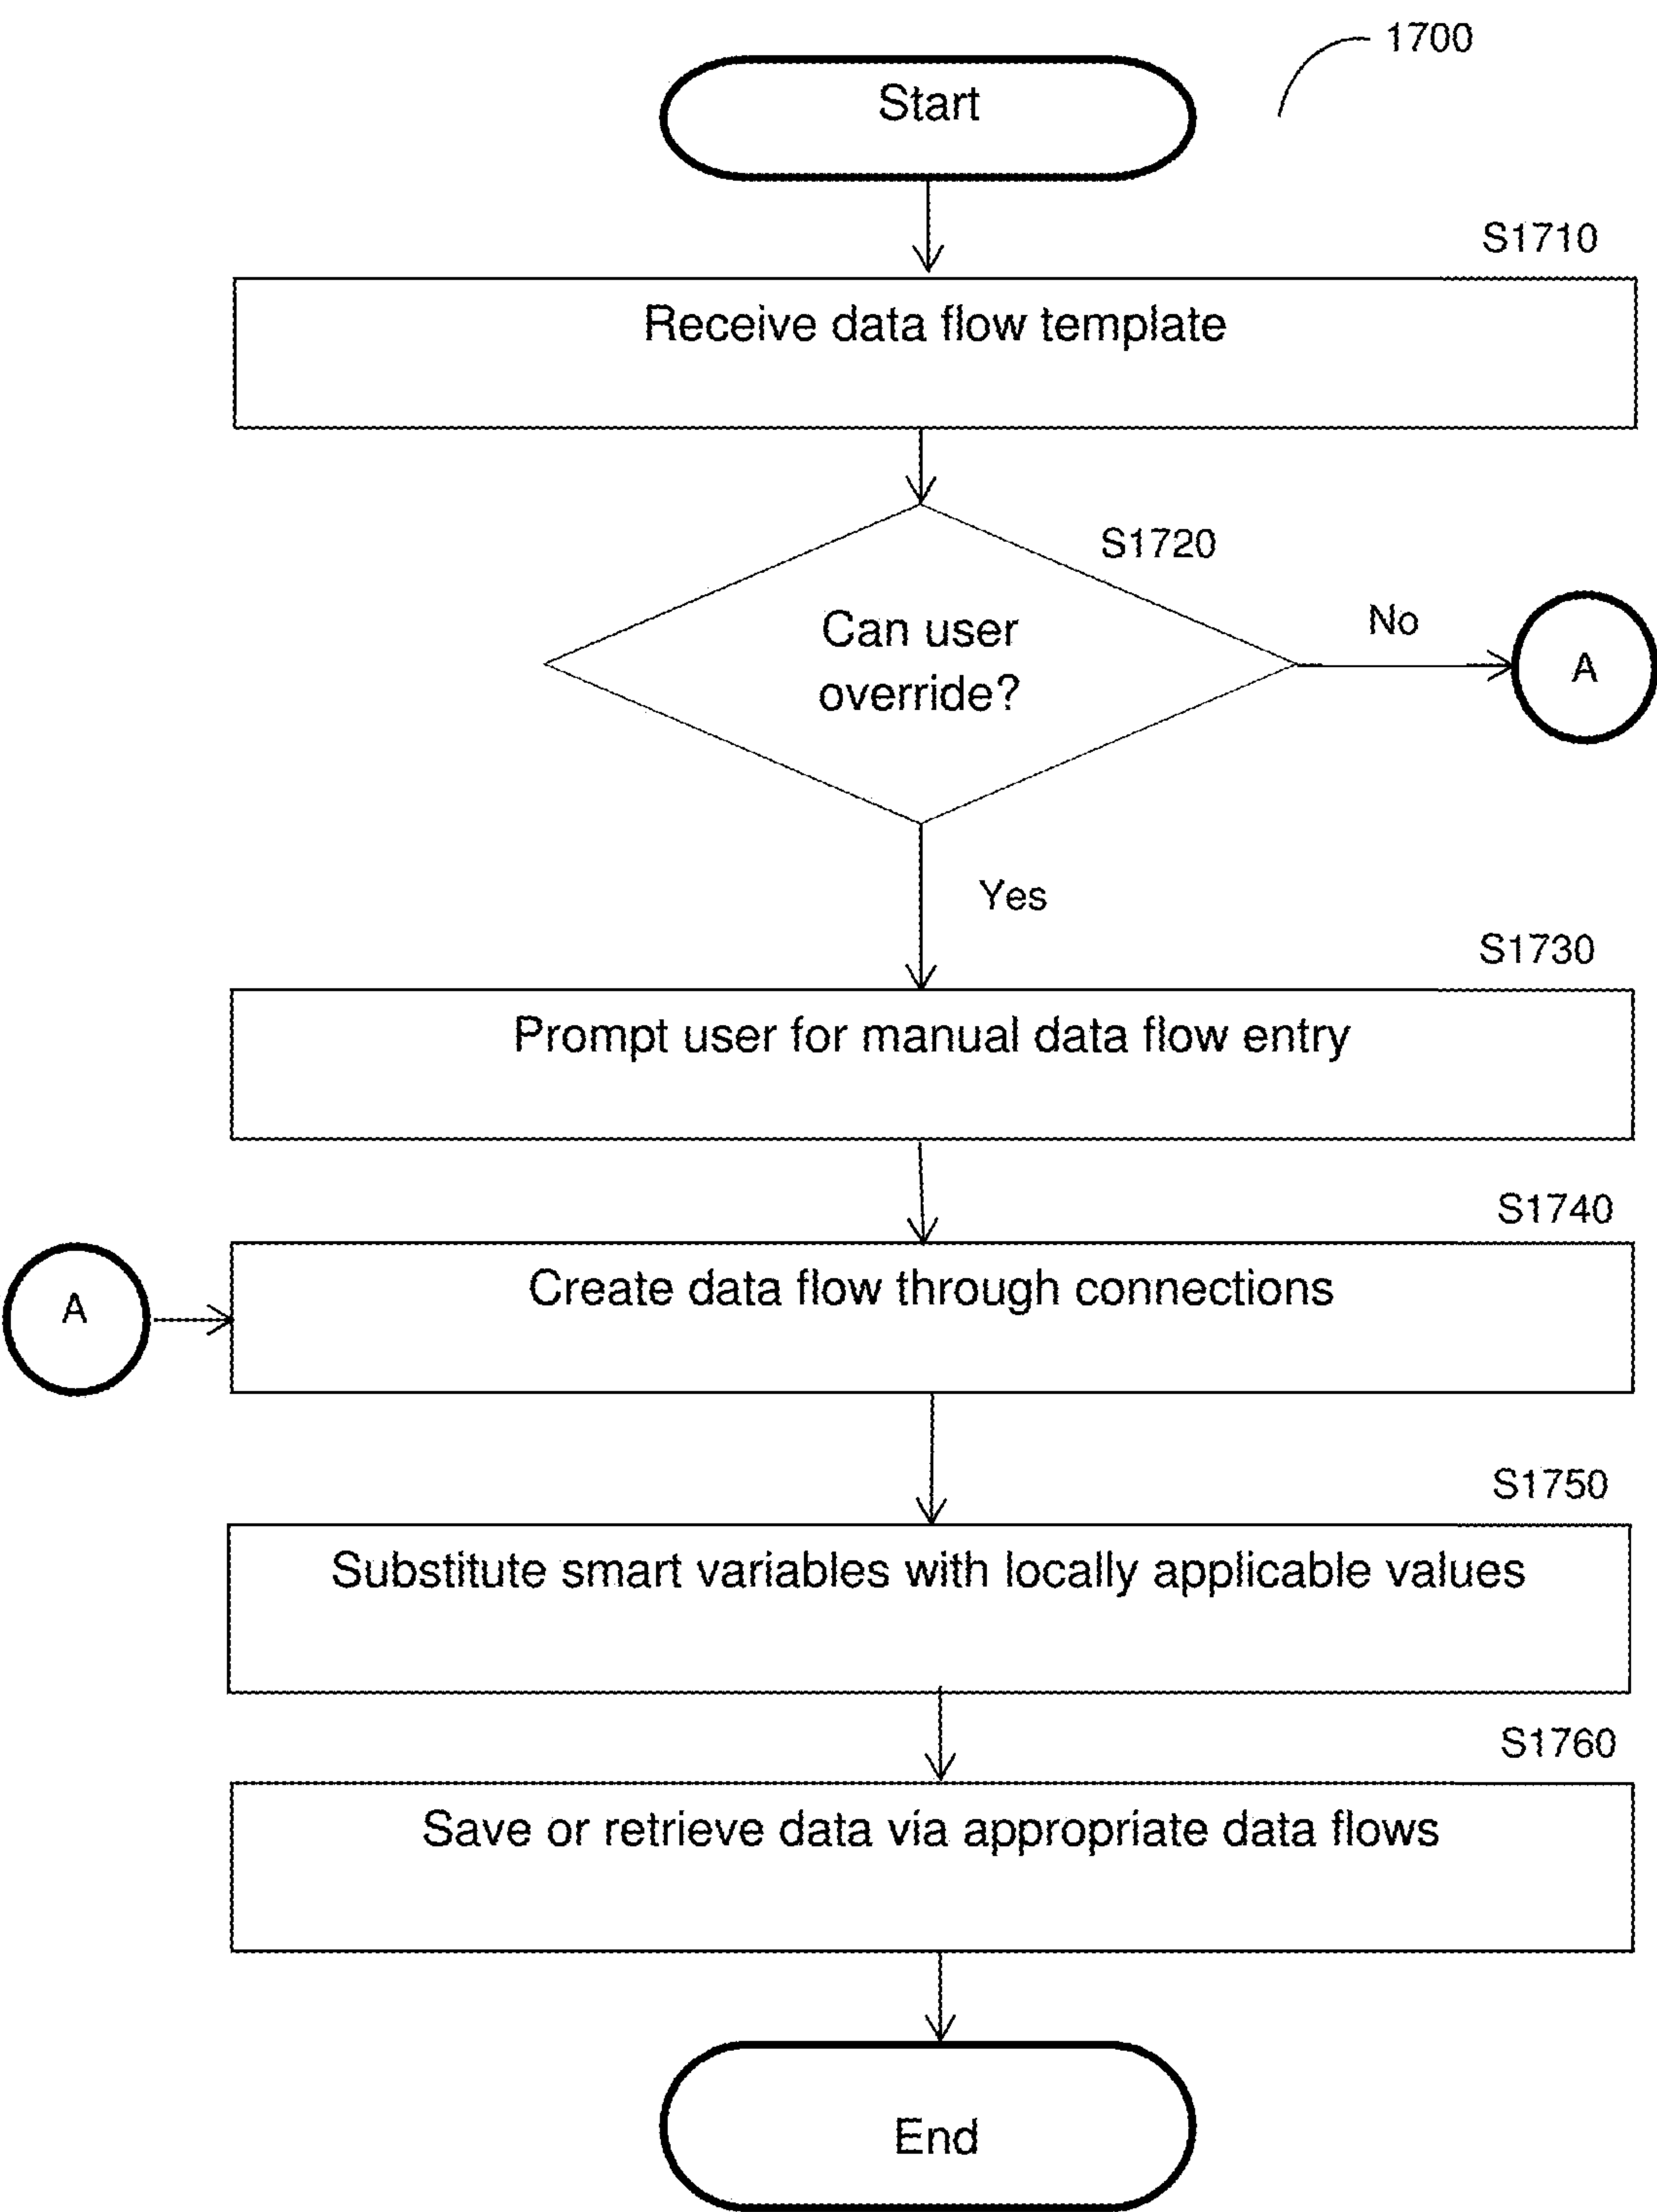 1700
Start
S1710
Receive data flow template
S1720
Can user
override?
No
A
Yes
S1730
Prompt user for manual data flow entry
S1740
A
Create data flow through connections
S1750
Substitute smart variables with locally applicable values
S1760
Save or retrieve data via appropriate data flows
End